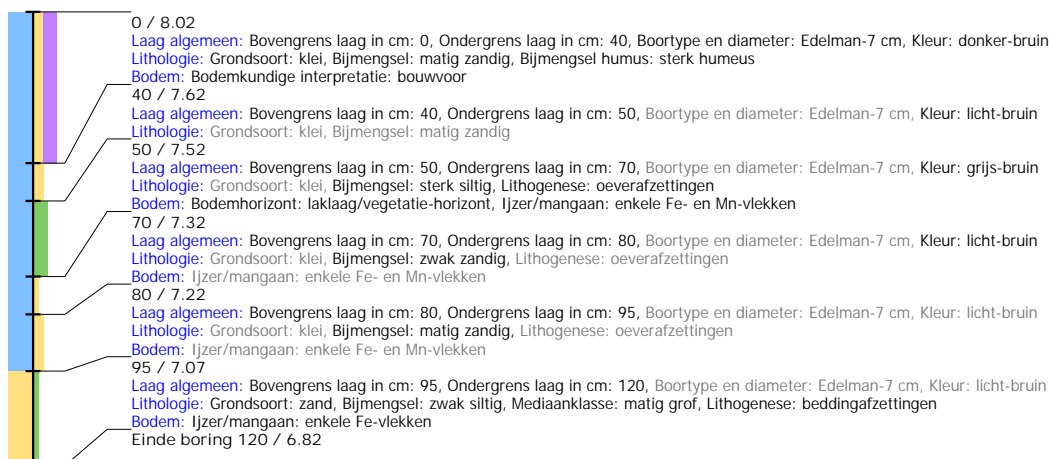 0 / 8.02
Laag algemeen: Bovengrens laag in cm: 0, Ondergrens laag in cm: 40, Boortype en diameter: Edelman-7 cm, Kleur: donker-bruin
Lithologie: Grondsoort: klei, Bijmengsel: matig zandig, Bijmengsel humus: sterk humeus
Bodem: Bodemkundige interpretatie: bouwvoor
40 / 7.62
Laag algemeen: Bovengrens laag in cm: 40, Ondergrens laag in cm: 50, Boortype en diameter: Edelman-7 cm, Kleur: licht-bruin
Lithologie: Grondsoort: klei, Bijmengsel: matig zandig
50 / 7.52
Laag algemeen: Bovengrens laag in cm: 50, Ondergrens laag in cm: 70, Boortype en diameter: Edelman-7 cm, Kleur: grijs-bruin
Lithologie: Grondsoort: klei, Bijmengsel: sterk siltig, Lithogenese: oeverafzettingen
Bodem: Bodemhorizont: laklaag/vegetatie-horizont, Ijzer/mangaan: enkele Fe- en Mn-vlekken
70 / 7.32
Laag algemeen: Bovengrens laag in cm: 70, Ondergrens laag in cm: 80, Boortype en diameter: Edelman-7 cm, Kleur: licht-bruin
Lithologie: Grondsoort: klei, Bijmengsel: zwak zandig, Lithogenese: oeverafzettingen
Bodem: Ijzer/mangaan: enkele Fe- en Mn-vlekken
80 / 7.22
Laag algemeen: Bovengrens laag in cm: 80, Ondergrens laag in cm: 95, Boortype en diameter: Edelman-7 cm, Kleur: licht-bruin
Lithologie: Grondsoort: klei, Bijmengsel: matig zandig, Lithogenese: oeverafzettingen
Bodem: Ijzer/mangaan: enkele Fe- en Mn-vlekken
95 / 7.07
Laag algemeen: Bovengrens laag in cm: 95, Ondergrens laag in cm: 120, Boortype en diameter: Edelman-7 cm, Kleur: licht-bruin
Lithologie: Grondsoort: zand, Bijmengsel: zwak siltig, Mediaanklasse: matig grof, Lithogenese: beddingafzettingen
Bodem: Ijzer/mangaan: enkele Fe-vlekken
Einde boring 120 / 6.82